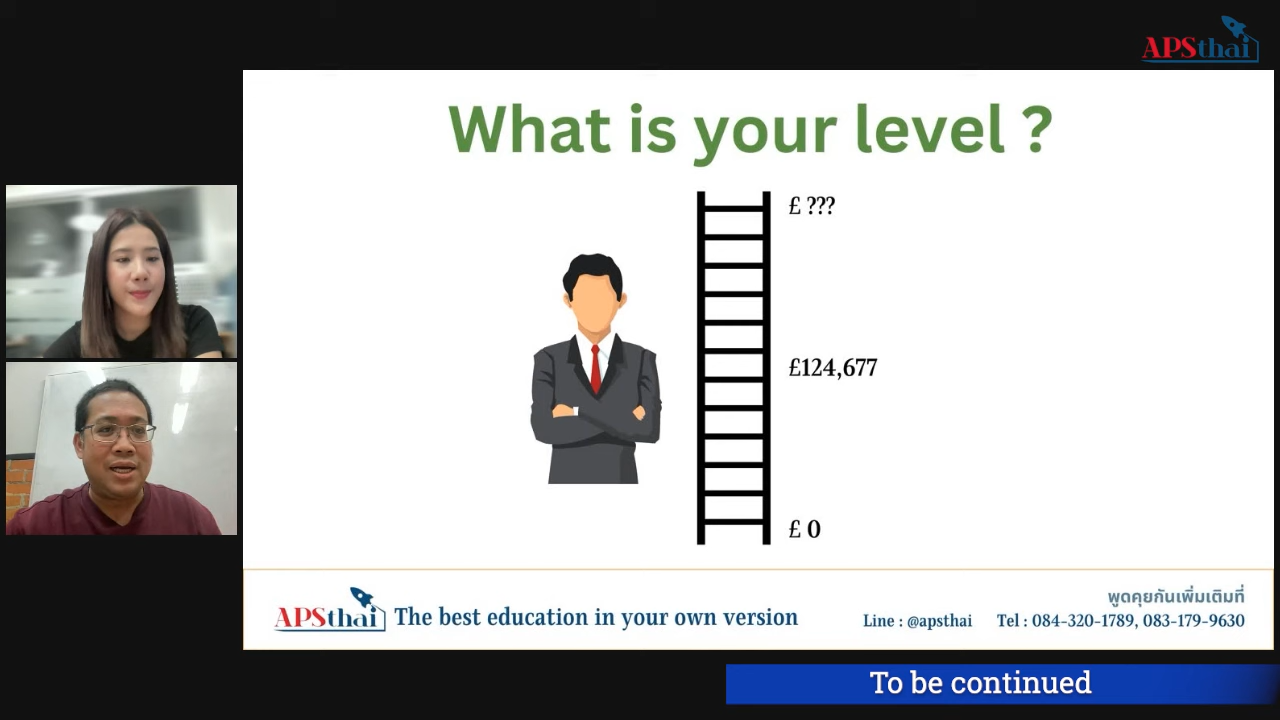 APSthai
What is your level ?
£ ???
£124,677
£ 0
APSthai The best education in your own version
พูดคุยกันเพิ่มเติมที่
Line : @apsthai Tel : 084-320-1789, 083-179-9630
To be continued